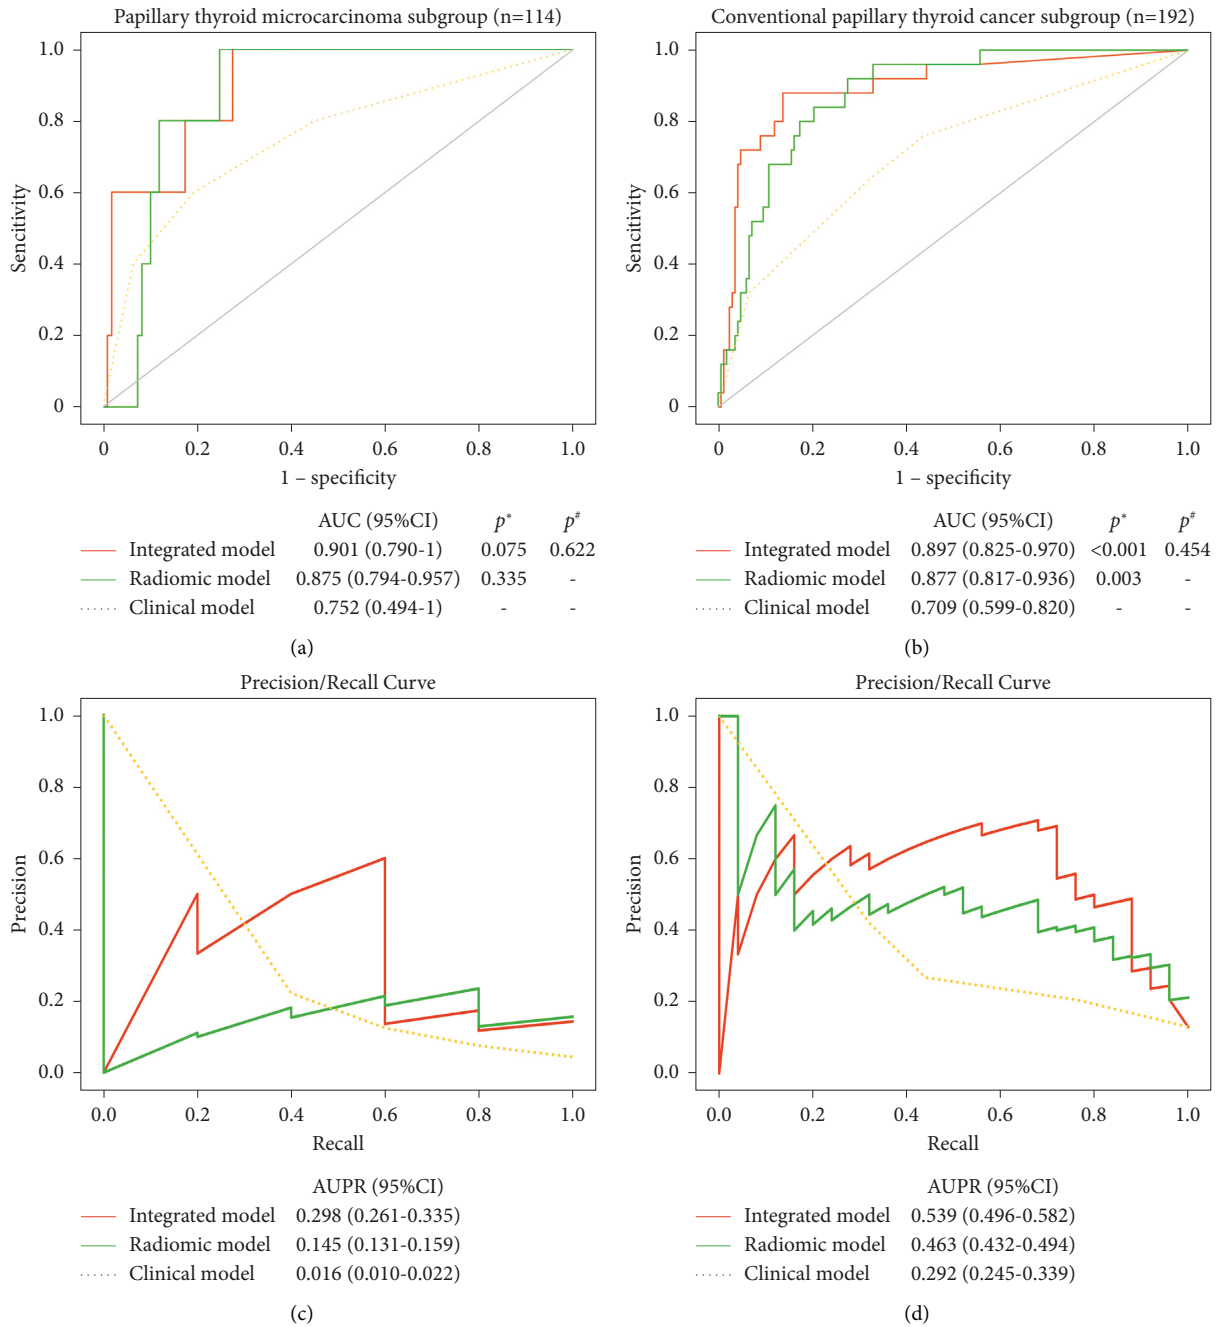 Papillary thyroid microcarcinoma subgroup (n=114)
1.0
0.8
0.6
0.4
0.2
0
Sencitivity
0 0.2 0.4 0.6 0.8 1.0
1 – specificity
AUC (95%CI) p* p#
Integrated model 0.901 (0.790-1) 0.075 0.622
Radiomic model 0.875 (0.794-0.957) 0.335 -
Clinical model 0.752 (0.494-1) - -
(a)
Conventional papillary thyroid cancer subgroup (n=192)
1.0
0.8
0.6
0.4
0.2
0
Sencitivity
0 0.2 0.4 0.6 0.8 1.0
1 – specificity
AUC (95%CI) p* p#
Integrated model 0.897 (0.825-0.970) <0.001 0.454
Radiomic model 0.877 (0.817-0.936) 0.003 -
Clinical model 0.709 (0.599-0.820) - -
(b)
Precision/Recall Curve
1.0
0.8
0.6
0.4
0.2
0.0
Precision
0.0 0.2 0.4 0.6 0.8 1.0
Recall
AUPR (95%CI)
Integrated model 0.298 (0.261-0.335)
Radiomic model 0.145 (0.131-0.159)
Clinical model 0.016 (0.010-0.022)
(c)
Precision/Recall Curve
1.0
0.8
0.6
0.4
0.2
0.0
Precision
0.0 0.2 0.4 0.6 0.8 1.0
Recall
AUPR (95%CI)
Integrated model 0.539 (0.496-0.582)
Radiomic model 0.463 (0.432-0.494)
Clinical model 0.292 (0.245-0.339)
(d)